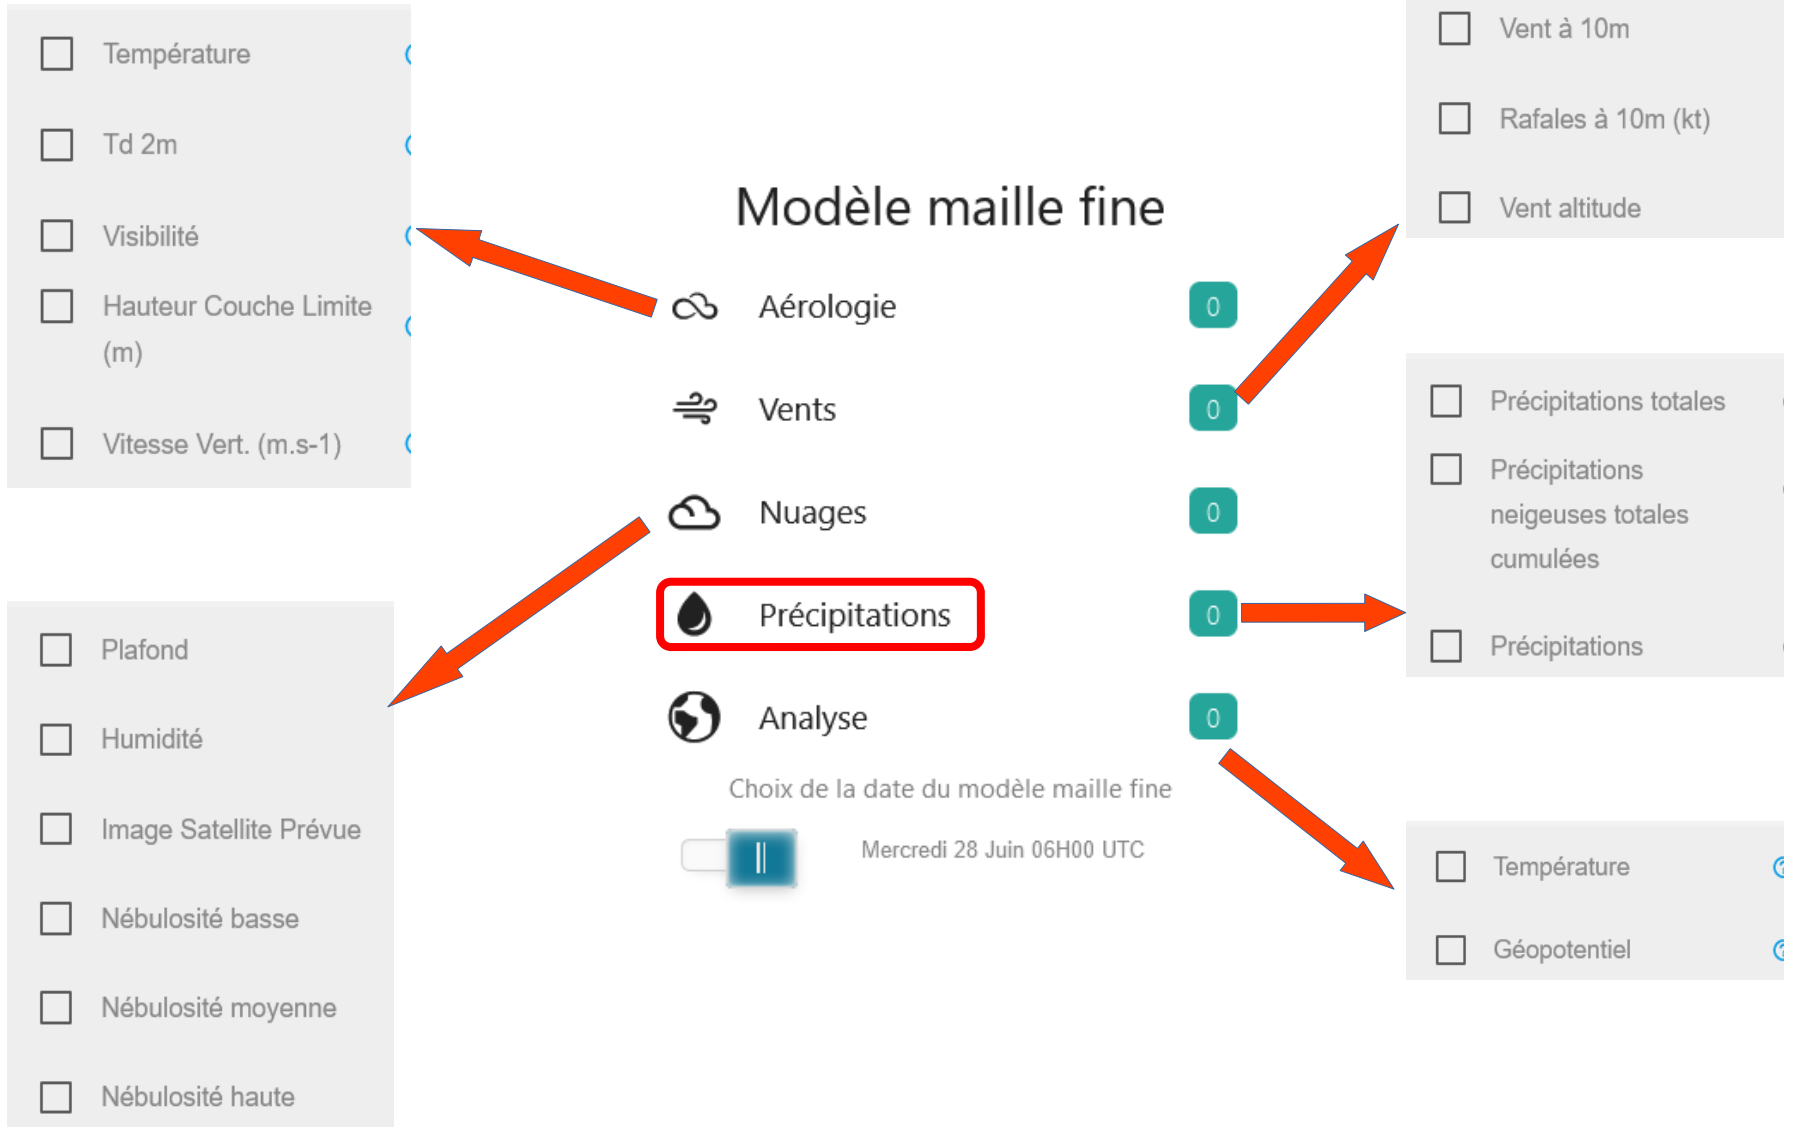 Température
Td 2m
Visibilité
Hauteur Couche Limite
(m)
Vitesse Vert. (m.s-1)
Plafond
Humidité
Image Satellite Prévue
Nébulosité basse
Nébulosité moyenne
Nébulosité haute
Modèle maille fine
Aérologie 0
Vents 0
Nuages 0
Précipitations 0
Analyse 0
Choix de la date du modèle maille fine
Mercredi 28 Juin 06H00 UTC
Vent à 10m
Rafales à 10m (kt)
Vent altitude
Précipitations totales
Précipitations
neigeuses totales
cumulées
Précipitations
Température
Géopotentiel